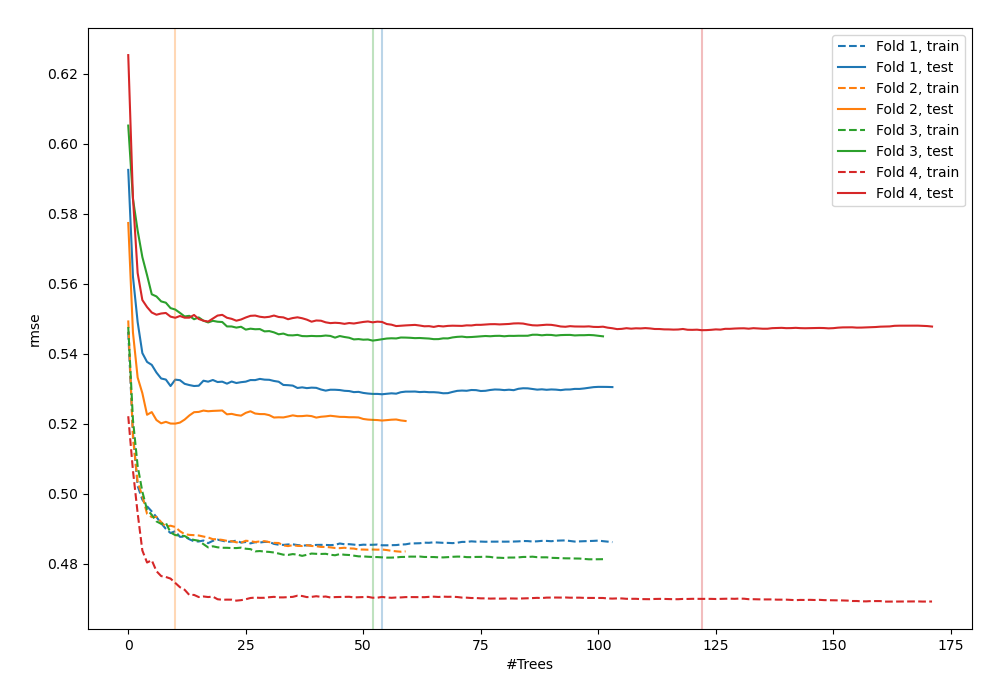 rmse
0.62
0.60
0.58
0.56
0.54
0.52
0.50
0.48
0
25
50
75
100
125
150
175
#Trees
Fold 1, train
Fold 1, test
Fold 2, train
Fold 2, test
Fold 3, train
Fold 3, test
Fold 4, train
Fold 4, test